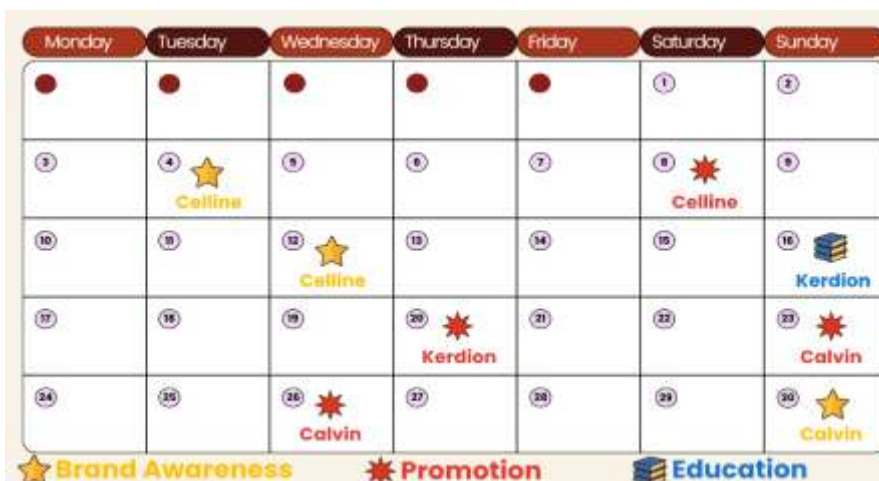 Monday Tuesday Wednesday Thursday Friday Saturday Sunday
1 2
3 4 5 6 7 8 9
Celline Celline
10 11 12 13 14 15 16
Celline Kerdion
17 18 19 20 21 22 23
Kerdion Calvin
24 25 26 27 28 29 30
Calvin Calvin
Brand Awareness Promotion Education